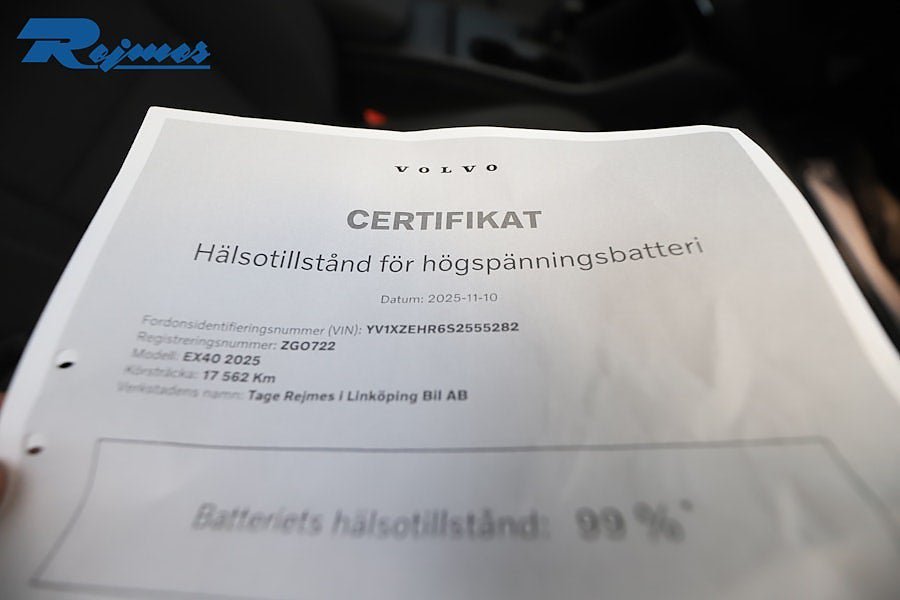 Rejmes
VOLVO
CERTIFIKAT
Hälsotillstånd för högspänningsbatteri
Datum: 2025-11-10
Fordonsidentifieringsnummer (VIN): YV1XZEHR6S2555282
Registreringsnummer: ZGO722
Modell: EX40 2025
Körsträcka: 17 562 Km
Verkstadens namn: Tage Rejmes i Linköping Bil AB
Batteriets hälsotillstånd: 99 %*